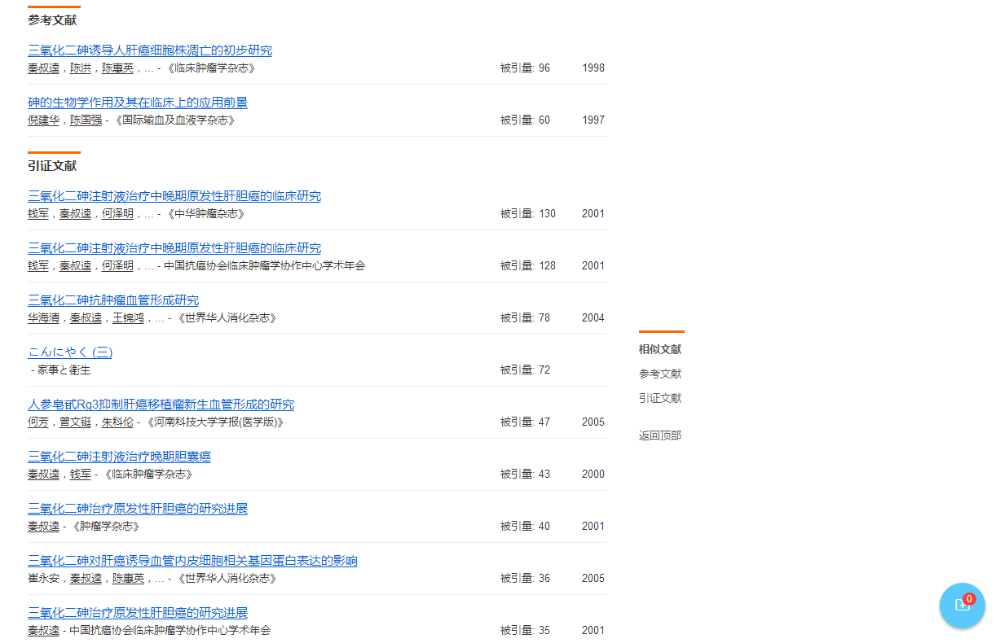 参考文献
三氧化二砷诱导人肝癌细胞株凋亡的初步研究
秦叔逵，陈洪，陈惠英，... - 《临床肿瘤学杂志》 被引量: 96 1998
砷的生物学作用及其在临床上的应用前景
倪建华，陈国强 - 《国际输血及血液学杂志》 被引量: 60 1997
引证文献
三氧化二砷注射液治疗中晚期原发性肝胆癌的临床研究
钱军，秦叔逵，何泽明，... - 《中华肿瘤杂志》 被引量: 130 2001
三氧化二砷注射液治疗中晚期原发性肝胆癌的临床研究
钱军，秦叔逵，何泽明，... - 中国抗癌协会临床肿瘤学协作中心学术年会 被引量: 128 2001
三氧化二砷抗肿瘤血管形成研究
华海清，秦叔逵，王锦鸿，... - 《世界华人消化杂志》 被引量: 78 2004
こんにやく (三)
- 家事と衛生 被引量: 72
人参皂甙Rg3抑制肝癌移植瘤新生血管形成的研究
何芳，曾文铤，朱科伦 - 《河南科技大学学报(医学版)》 被引量: 47 2005
三氧化二砷注射液治疗晚期胆囊癌
秦叔逵，钱军 - 《临床肿瘤学杂志》 被引量: 43 2000
三氧化二砷治疗原发性肝胆癌的研究进展
秦叔逵 - 《肿瘤学杂志》 被引量: 40 2001
三氧化二砷对肝癌诱导血管内皮细胞相关基因蛋白表达的影响
崔永安，秦叔逵，陈惠英，... - 《世界华人消化杂志》 被引量: 36 2005
三氧化二砷治疗原发性肝胆癌的研究进展
秦叔逵 - 中国抗癌协会临床肿瘤学协作中心学术年会 被引量: 35 2001
相似文献
参考文献
引证文献
返回顶部
0